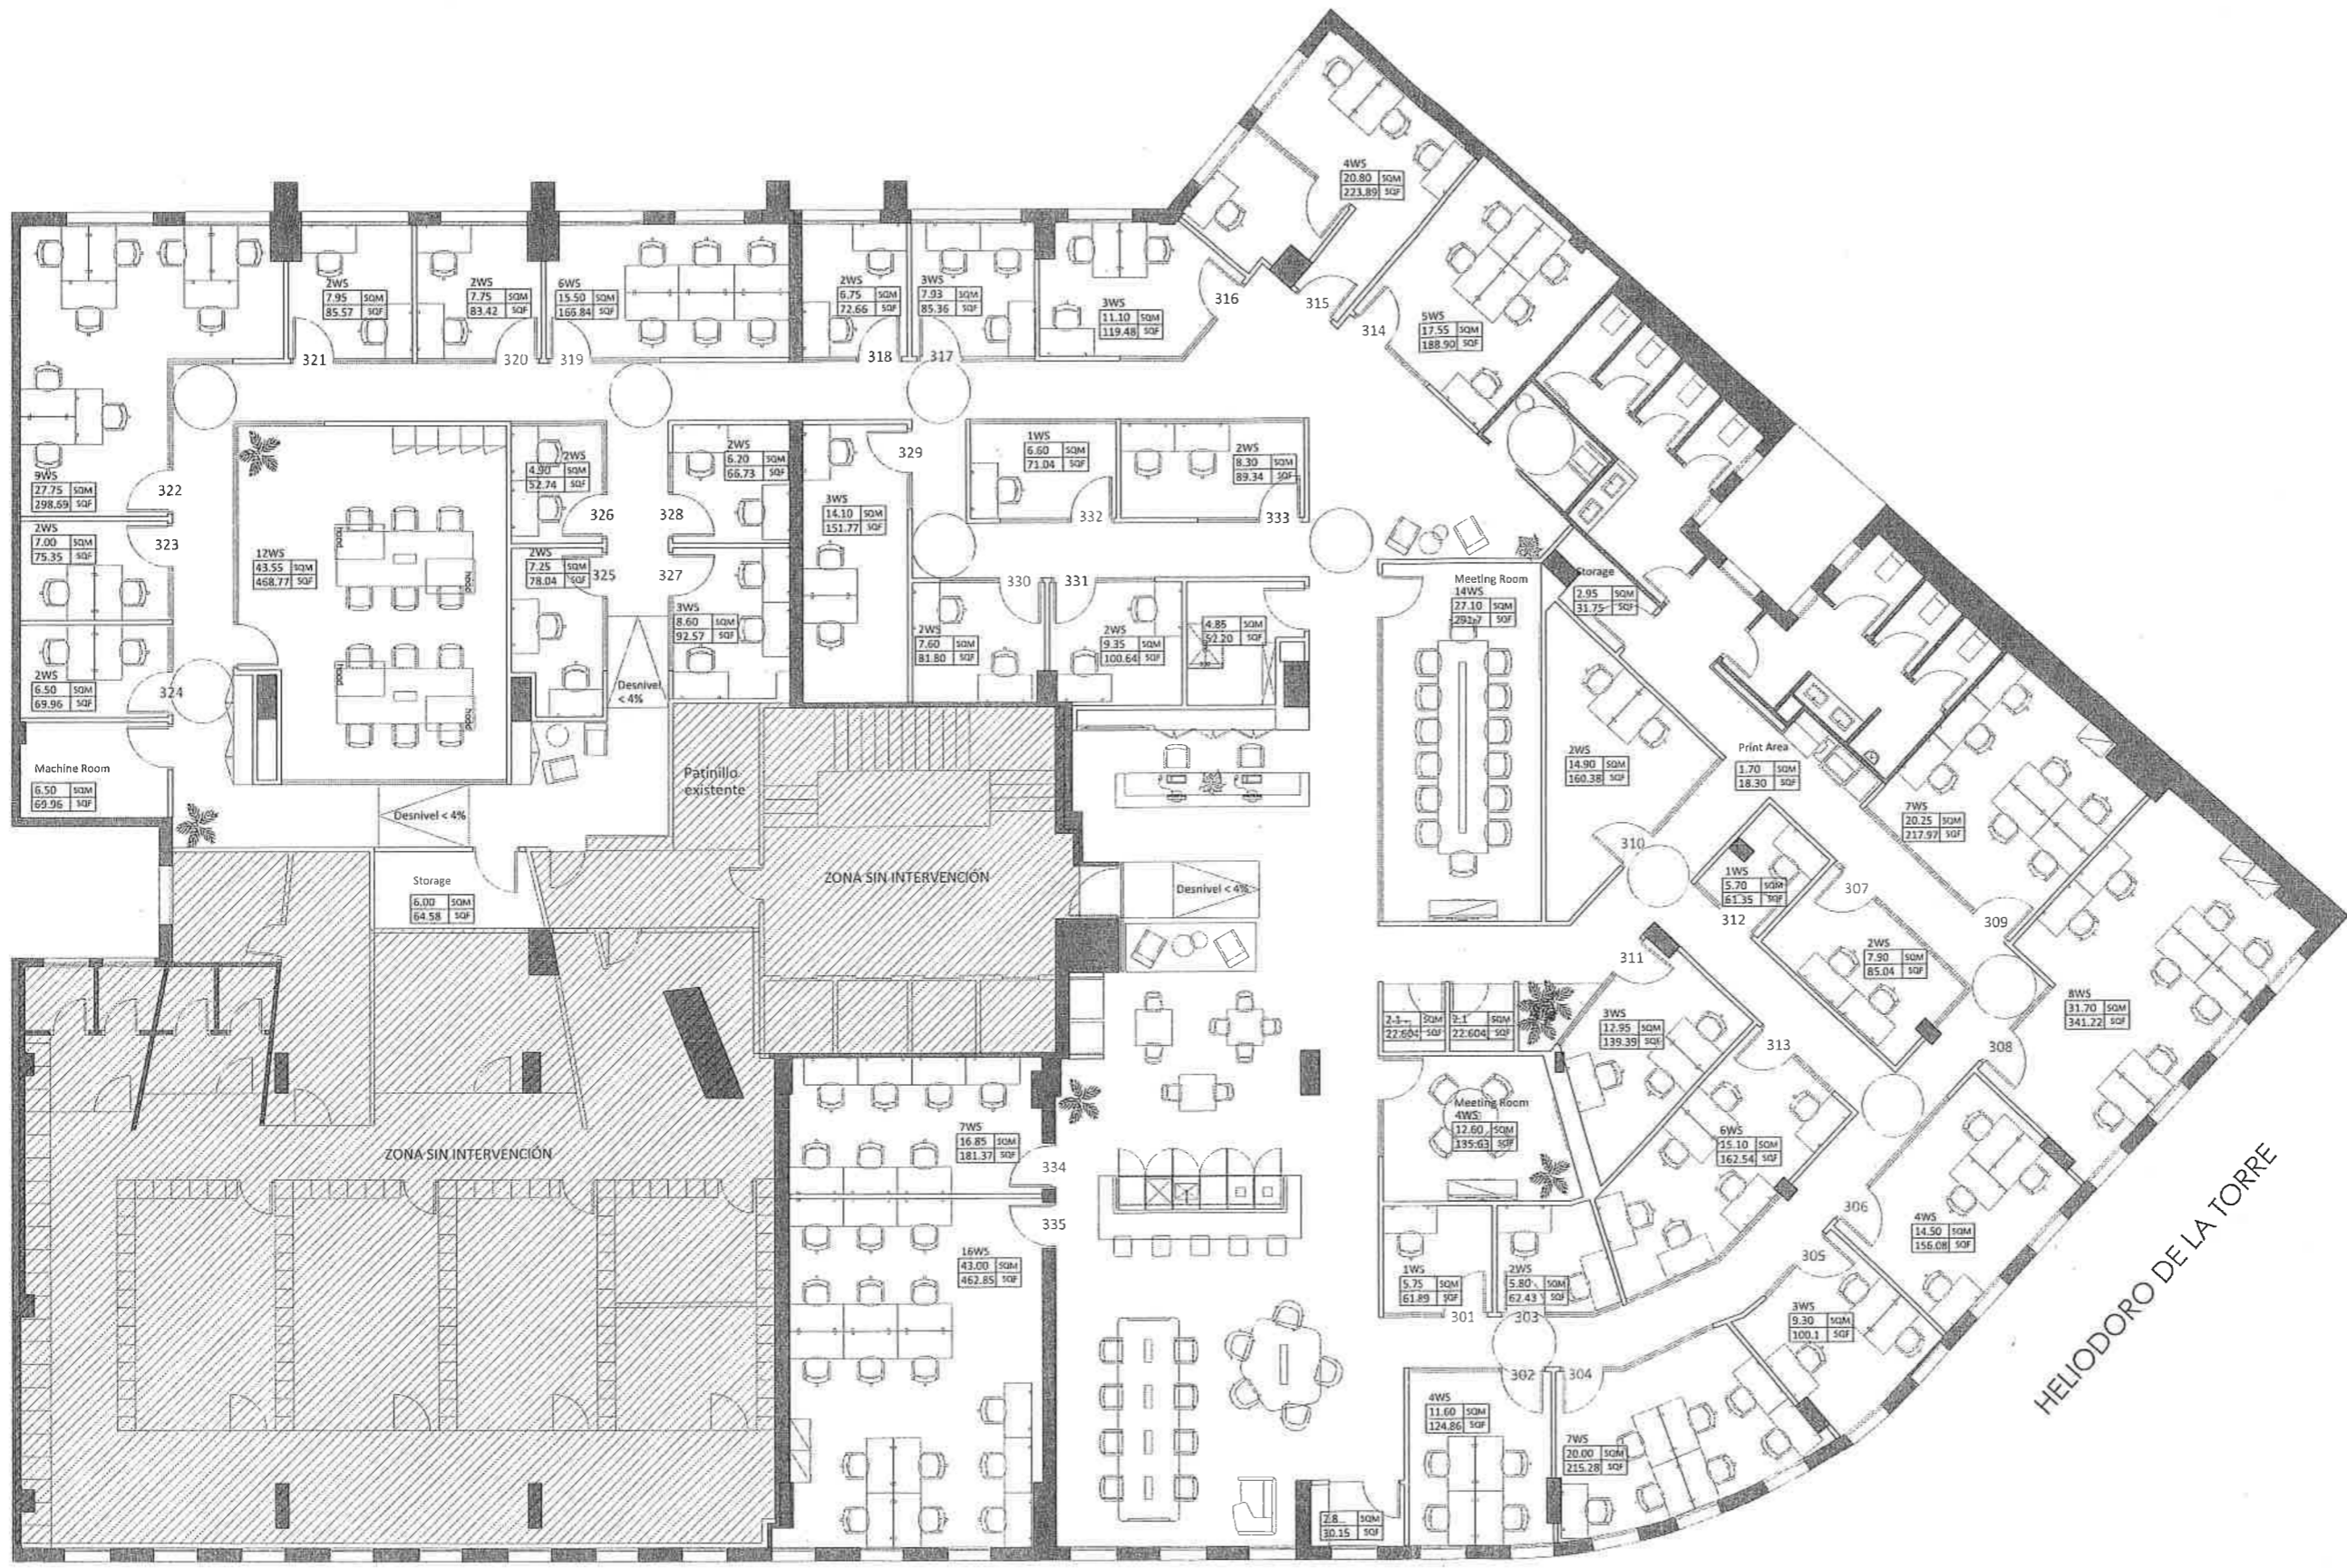 4WS
20.80 SQM
223.89 SQF
316
315
314
5WS
17.55 SQM
188.90 SQF
2WS
7.95 SQM
85.57 SQF
321
2WS
7.75 SQM
83.42 SQF
320
6WS
15.50 SQM
166.84 SQF
319
2WS
6.75 SQM
72.66 SQF
318
3WS
7.93 SQM
85.36 SQF
317
3WS
11.10 SQM
119.48 SQF
9WS
27.75 SQM
298.69 SQF
322
2WS
7.00 SQM
75.35 SQF
323
2WS
6.50 SQM
69.96 SQF
324
Machine Room
6.50 SQM
69.96 SQF
12WS
43.55 SQM
468.77 SQF
hood
hood
hood
hood
2WS
4.90 SQM
52.74 SQF
326
2WS
7.25 SQM
78.04 SQF
325
2WS
6.20 SQM
66.73 SQF
328
327
3WS
8.60 SQM
92.57 SQF
Desnivel
< 4%
3WS
14.10 SQM
151.77 SQF
329
1WS
6.60 SQM
71.04 SQF
332
2WS
8.30 SQM
89.34 SQF
333
330
331
2WS
7.60 SQM
81.80 SQF
2WS
9.35 SQM
100.64 SQF
4.85 SQM
52.20 SQF
Meeting Room
14WS
27.10 SQM
291.7 SQF
Storage
2.95 SQM
31.75 SQF
2WS
14.90 SQM
160.38 SQF
310
Print Area
1.70 SQM
18.30 SQF
7WS
20.25 SQM
217.97 SQF
309
1WS
5.70 SQM
61.35 SQF
312
307
2WS
7.90 SQM
85.04 SQF
8WS
31.70 SQM
341.22 SQF
308
Patinillo
existente
Desnivel < 4%
Storage
6.00 SQM
64.58 SQF
ZONA SIN INTERVENCIÓN
Desnivel < 4%
311
3WS
12.95 SQM
139.39 SQF
313
SQM
22.604 SQF
2.1 SQM
22.604 SQF
Meeting Room
4WS
12.60 SQM
135.63 SQF
6WS
15.10 SQM
162.54 SQF
306
4WS
14.50 SQM
156.08 SQF
305
ZONA SIN INTERVENCIÓN
7WS
16.85 SQM
181.37 SQF
334
335
16WS
43.00 SQM
462.85 SQF
1WS
5.75 SQM
61.89 SQF
301
2WS
5.80 SQM
62.43 SQF
303
3WS
9.30 SQM
100.1 SQF
302
304
4WS
11.60 SQM
124.86 SQF
7WS
20.00 SQM
215.28 SQF
2.8... SQM
30.15 SQF
HELIODORO DE LA TORRE